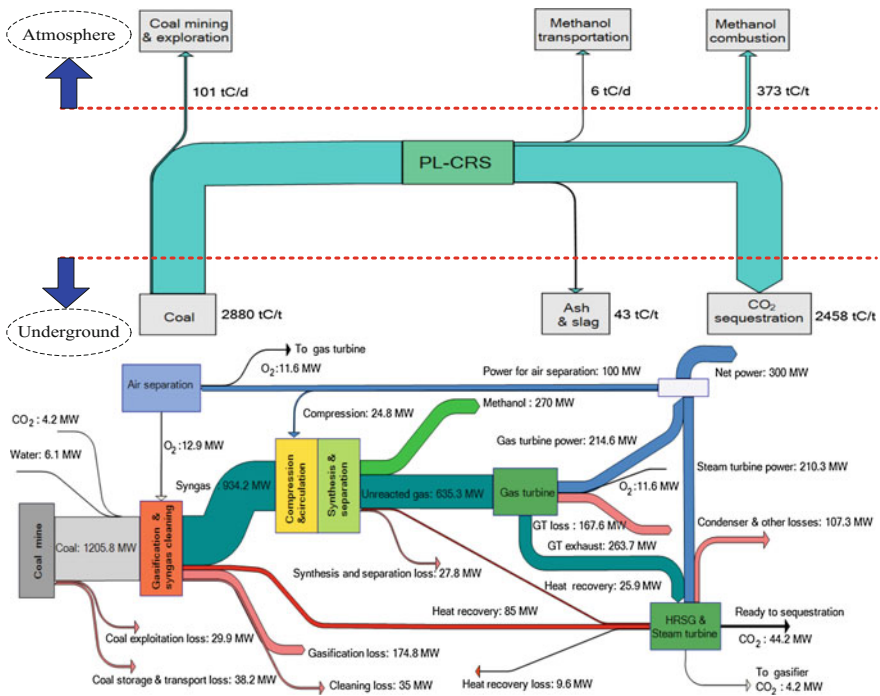 Atmosphere
Coal mining
& exploration
Methanol
transportation
Methanol
combustion
101 tC/d
6 tC/d
373 tC/t
PL-CRS
Coal
2880 tC/t
Ash
& slag
43 tC/t
CO2
sequestration
2458 tC/t
Underground
To gas turbine
O2:11.6 MW
Air separation
Power for air separation: 100 MW
Net power: 300 MW
Compression: 24.8 MW
Methanol : 270 MW
CO2 : 4.2 MW
Water: 6.1 MW
O2:12.9 MW
Gas turbine power: 214.6 MW
Steam turbine power: 210.3 MW
Syngas : 934.2 MW
Compression
&circulation
Synthesis &
separation
Unreacted gas: 635.3 MW
Gas turbine
O2:11.6 MW
GT loss : 167.6 MW
Condenser & other losses: 107.3 MW
GT exhaust: 263.7 MW
Coal mine
Coal: 1205.8 MW
Gasification &
syngas cleaning
Synthesis and separation loss: 27.8 MW
Heat recovery: 25.9 MW
Heat recovery: 85 MW
HRSG &
Steam turbine
Ready to sequestration
CO2: 44.2 MW
Coal exploitation loss: 29.9 MW
Gasification loss: 174.8 MW
Coal storage & transport loss: 38.2 MW
Cleaning loss: 35 MW
Heat recovery loss: 9.6 MW
To gasifier
CO2: 4.2 MW